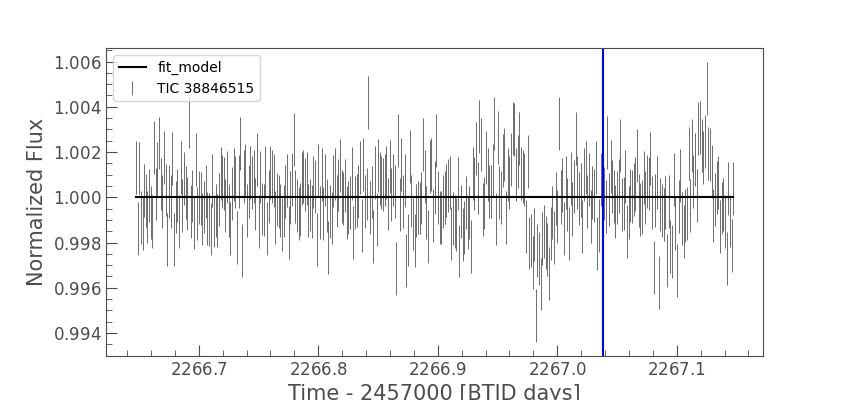 1.006
1.004
1.002
1.000
0.998
0.996
0.994
Normalized Flux
fit_model
TIC 38846515
2266.7 2266.8 2266.9 2267.0 2267.1
Time - 2457000 [BTJD days]